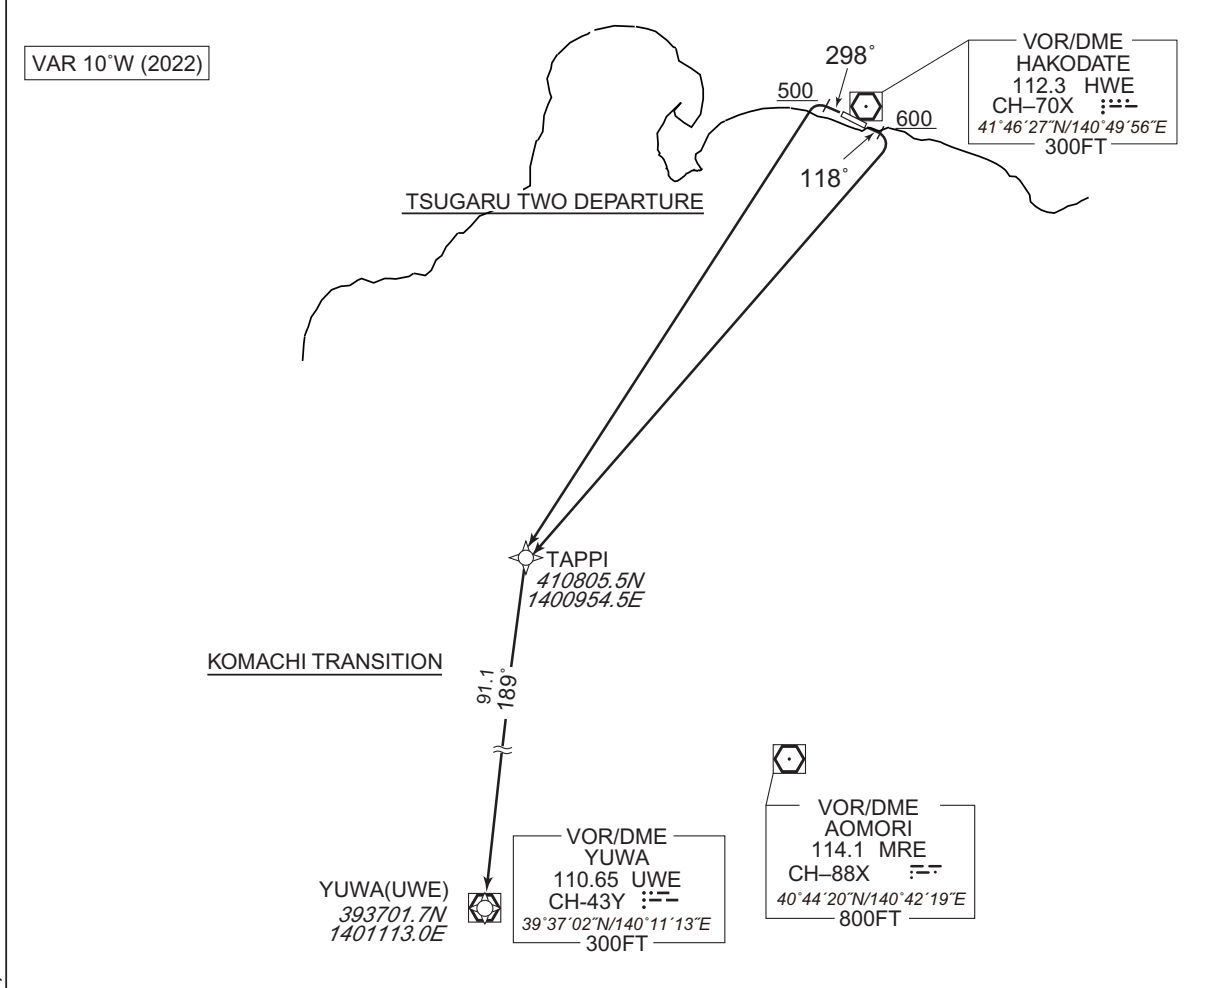 VAR 10˚W (2022)
298˚
500
600
118˚
VOR/DME
HAKODATE
112.3 HWE
CH–70X
41˚46´27˝N/140˚49´56˝E
300FT
TSUGARU TWO DEPARTURE
TAPPI
410805.5N
1400954.5E
KOMACHI TRANSITION
91.1
189˚
YUWA(UWE)
393701.7N
1401113.0E
VOR/DME
YUWA
110.65 UWE
CH-43Y
39˚37´02˝N/140˚11´13˝E
300FT
VOR/DME
AOMORI
114.1 MRE
CH–88X
40˚44´20˝N/140˚42´19˝E
800FT